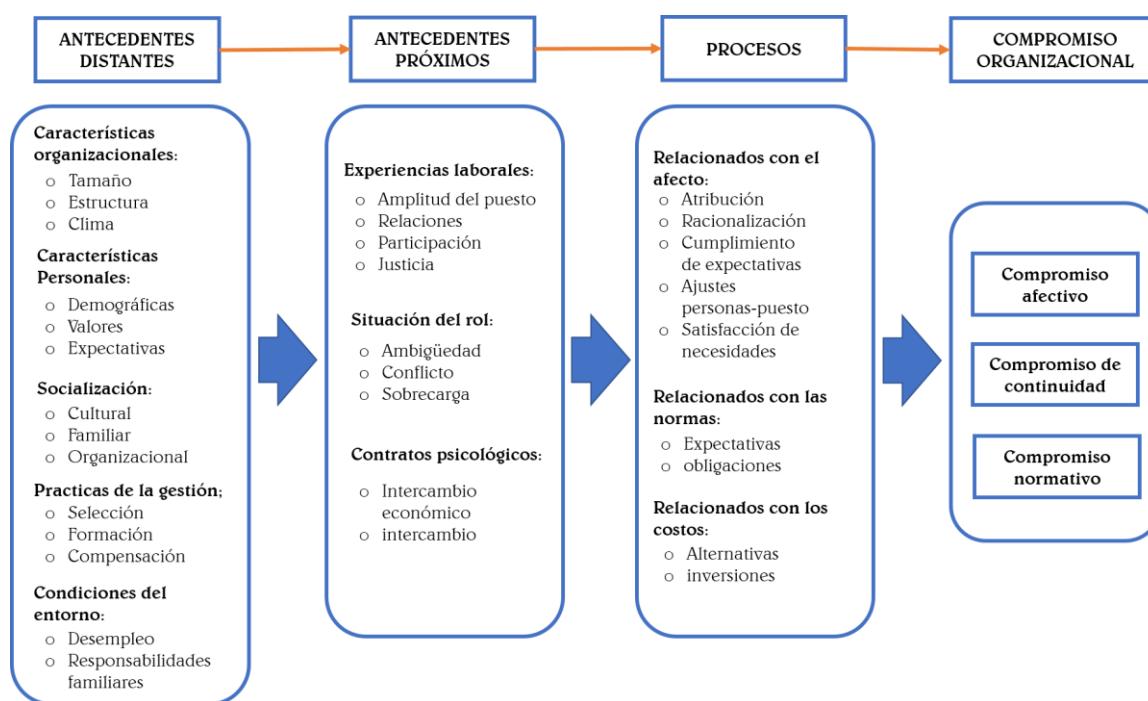 ANTECEDENTES
DISTANTES
ANTECEDENTES
PRÓXIMOS
PROCESOS
COMPROMISO
ORGANIZACIONAL
Características
organizacionales:
o Tamaño
o Estructura
o Clima
Características
Personales:
o Demográficas
o Valores
o Expectativas
Socialización:
o Cultural
o Familiar
o Organizacional
Practicas de la gestión;
o Selección
o Formación
o Compensación
Condiciones del
entorno:
o Desempleo
o Responsabilidades
familiares
Experiencias laborales:
o Amplitud del puesto
o Relaciones
o Participación
o Justicia
Situación del rol:
o Ambigüedad
o Conflicto
o Sobrecarga
Contratos psicológicos:
o Intercambio
económico
o intercambio
Relacionados con el
afecto:
o Atribución
o Racionalización
o Cumplimiento
de expectativas
o Ajustes
personas-puesto
o Satisfacción de
necesidades
Relacionados con las
normas:
o Expectativas
o obligaciones
Relacionados con los
costos:
o Alternativas
o inversiones
Compromiso
afectivo
Compromiso de
continuidad
Compromiso
normativo